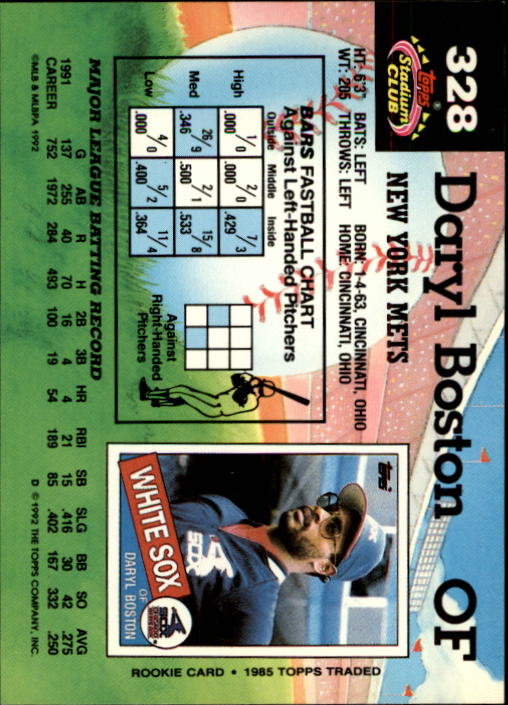 328
Topps
Stadium
CLUB
Daryl Boston OF
NEW YORK METS
HT: 6'3" BATS: LEFT BORN: 1-4-63, CINCINNATI, OHIO
WT: 205 THROWS: LEFT HOME: CINCINNATI, OHIO
BARS FASTBALL CHART
Against Left-Handed Pitchers
Outside Middle Inside
High 1/0 2/0 7/3
.000 .000 .429
Med 26/9 2/1 15/8
.346 .500 .533
Low 4/0 5/2 11/4
.000 .400 .364
Against
Right-Handed
Pitchers
Topps
SOX
WHITE SOX
OF
DARYL BOSTON
SOX
ROOKIE CARD • 1985 TOPPS TRADED
MAJOR LEAGUE BATTING RECORD
G AB R H 2B 3B HR RBI SB SLG BB SO AVG
1991 137 255 40 70 16 4 4 21 15 .416 30 42 .275
CAREER 752 1972 284 493 100 19 54 189 85 .402 167 332 .250
©MLB & MLBPA 1992
D ©1992 THE TOPPS COMPANY, INC.